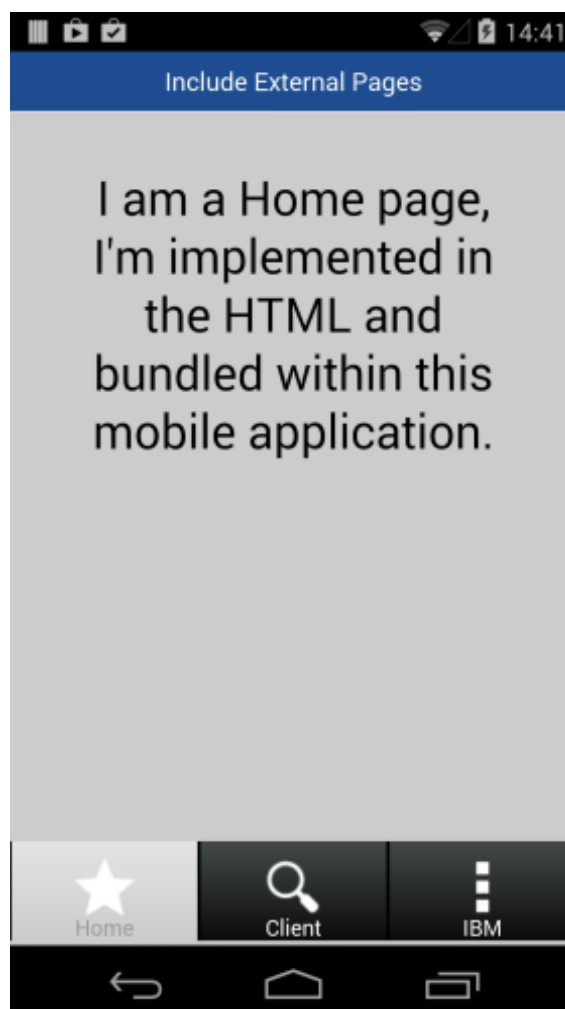 14:41
Include External Pages
I am a Home page,
I'm implemented in
the HTML and
bundled within this
mobile application.
Home
Client
IBM